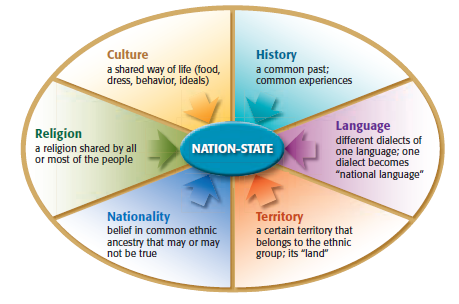 Culture
a shared way of life (food,
dress, behavior, ideals)
History
a common past;
common experiences
Religion
a religion shared by all
or most of the people
NATION-STATE
Language
different dialects of
one language; one
dialect becomes
"national language"
Nationality
belief in common ethnic
ancestry that may or may
not be true
Territory
a certain territory that
belongs to the ethnic
group; its "land"